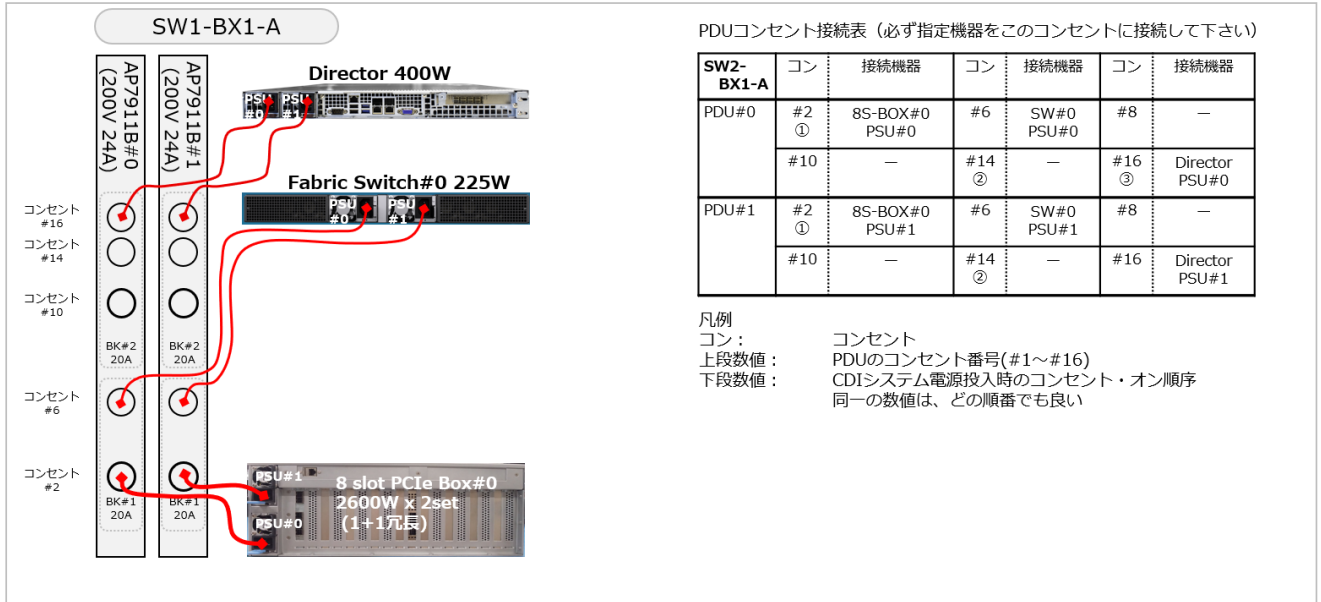 SW1-BX1-A
AP7911B#0
(200V 24A)
AP7911B#1
(200V 24A)
Director 400W
PSU
#0
PSU
#1
Fabric Switch#0 225W
PSU
#0
PSU
#1
コンセント
#16
コンセント
#14
コンセント
#10
BK#2
20A
BK#2
20A
コンセント
#6
コンセント
#2
BK#1
20A
BK#1
20A
PSU#1
PSU#0
8 slot PCIe Box#0
2600W x 2set
(1+1冗長)
PDUコンセント接続表（必ず指定機器をこのコンセントに接続して下さい）
SW2-
BX1-A
コン 接続機器 コン 接続機器 コン 接続機器
PDU#0 #2 8S-BOX#0 #6 SW#0 #8 —
① PSU#0 PSU#0
#10 — #14 — #16 Director
② ③ PSU#0
PDU#1 #2 8S-BOX#0 #6 SW#0 #8 —
① PSU#1 PSU#1
#10 — #14 — #16 Director
② PSU#1
凡例
コン： コンセント
上段数値： PDUのコンセント番号(#1～#16)
下段数値： CDIシステム電源投入時のコンセント・オン順序
同一の数値は、どの順番でも良い